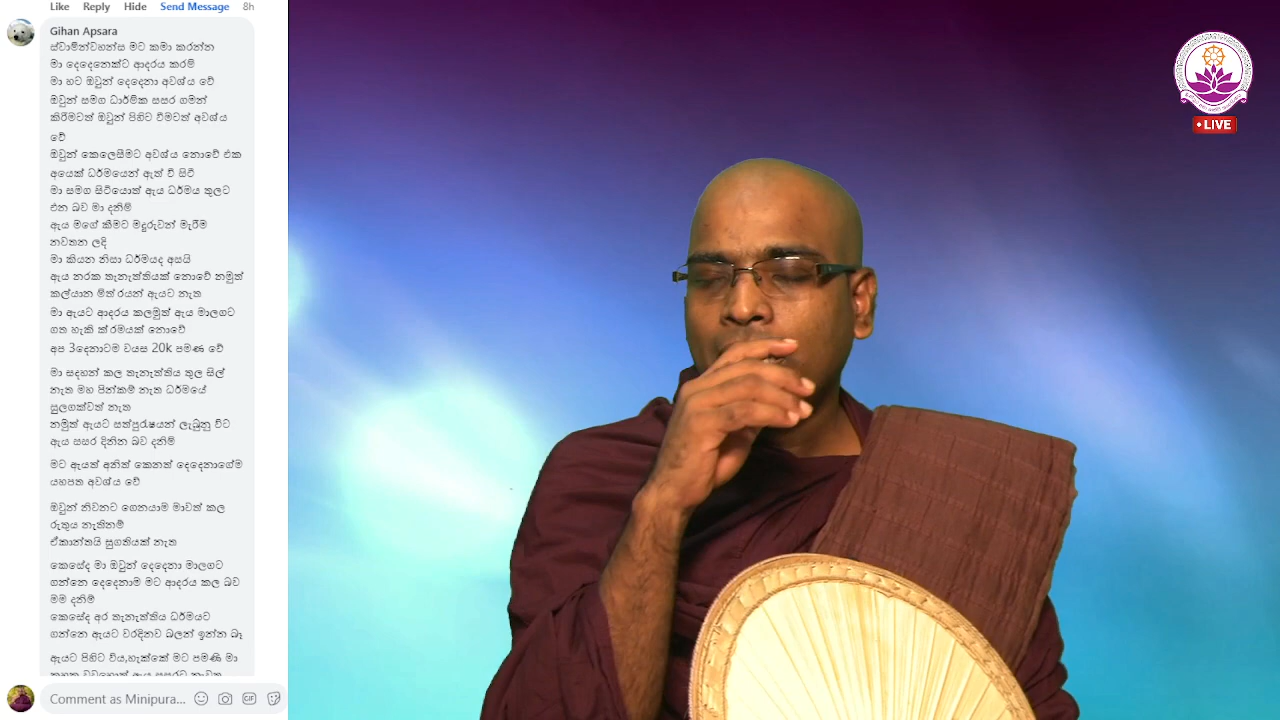 Like Reply Hide Send Message 8h
Gihan Apsara
ස්වාමින්වහන්ස මට කමා කරන්න
මා දෙදෙනෙක්ට ආදරය කරමි
මා හට ඔවුන් දෙදෙනා අවශ්‍ය වේ
ඔවුන් සමග ධාර්මික සසර ගමන්
කිරීමටත් ඔවුන් පිහිට වීමටත් අවශ්‍ය
වේ
ඔවුන් කෙලෙසීමට අවශ්‍ය නොවේ එක
අයෙක් ධර්මයෙන් ඈත් වි සිටී
මා සමග සිටියොත් ඇය ධර්මය තුලට
එන බව මා දනිමි
ඇය මගේ කීමට මදුරුවන් මැරීම
නවතන ලදි
මා කියන නිසා ධර්මයද අසයි
ඇය නරක තැනැත්තියක් නොවේ නමුත්
කල්යාන මිත්‍රයන් ඇයට නැත
මා ඇයට ආදරය කලමුත් ඇය මාලගට
ගත හැකි ක්‍රමයක් නොවේ
අප 3දෙනාටම වයස 20k පමණ වේ
මා සදහන් කල තැනැත්තිය තුල සිල්
නැත මහ පින්කම් නැත ධර්මයේ
සුලගක්වත් නැත
නමුත් ඇයට සත්පුරුෂයන් ලැබුනු විට
ඇය සසර දිනින බව දනිමි
මට ඇයත් අනිත් කෙනත් දෙදෙනාගේම
යහපත අවශ්‍ය වේ
ඔවුන් නිවනට ගෙනයාම මාවත් කල
රුතුය නැතිනම්
ඒකාන්තයි සුගතියක් නැත
කෙසේද මා ඔවුන් දෙදෙනා මාලගට
ගන්නෙ දෙදෙනාම මට ආදරය කල බව
මම දනිමි
කෙසේද අර තැනැත්තිය ධර්මයට
ගන්නෙ ඇයට වරදිනව බලන් ඉන්න බෑ
ඇයට පිහිට විය,හැක්කේ මට පමණි මා
Comment as Minipura...
LIVE